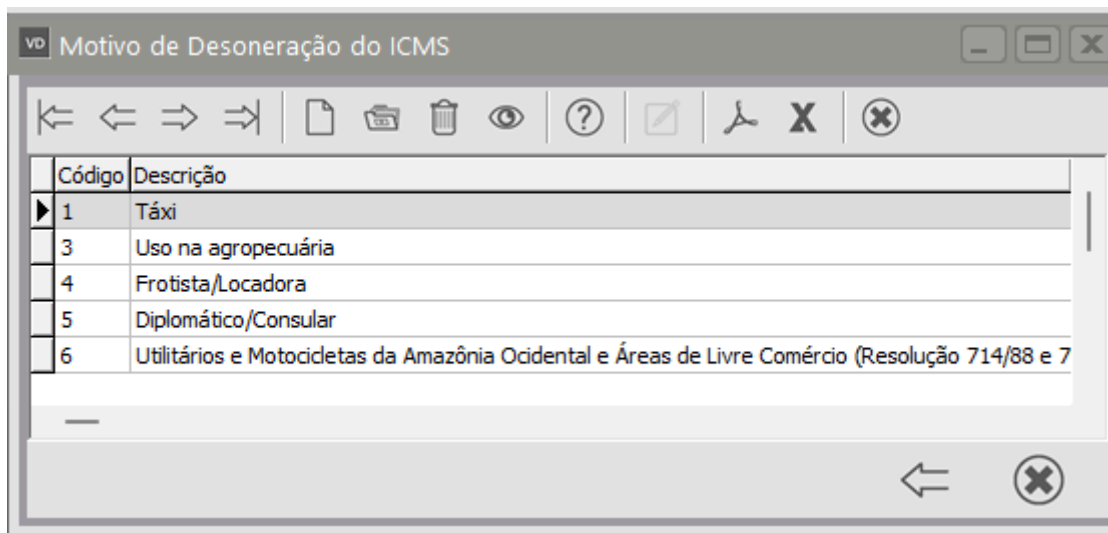 VD Motivo de Desoneração do ICMS
Código Descrição
1 Táxi
3 Uso na agropecuária
4 Frotista/Locadora
5 Diplomático/Consular
6 Utilitários e Motocicletas da Amazônia Ocidental e Áreas de Livre Comércio (Resolução 714/88 e 7